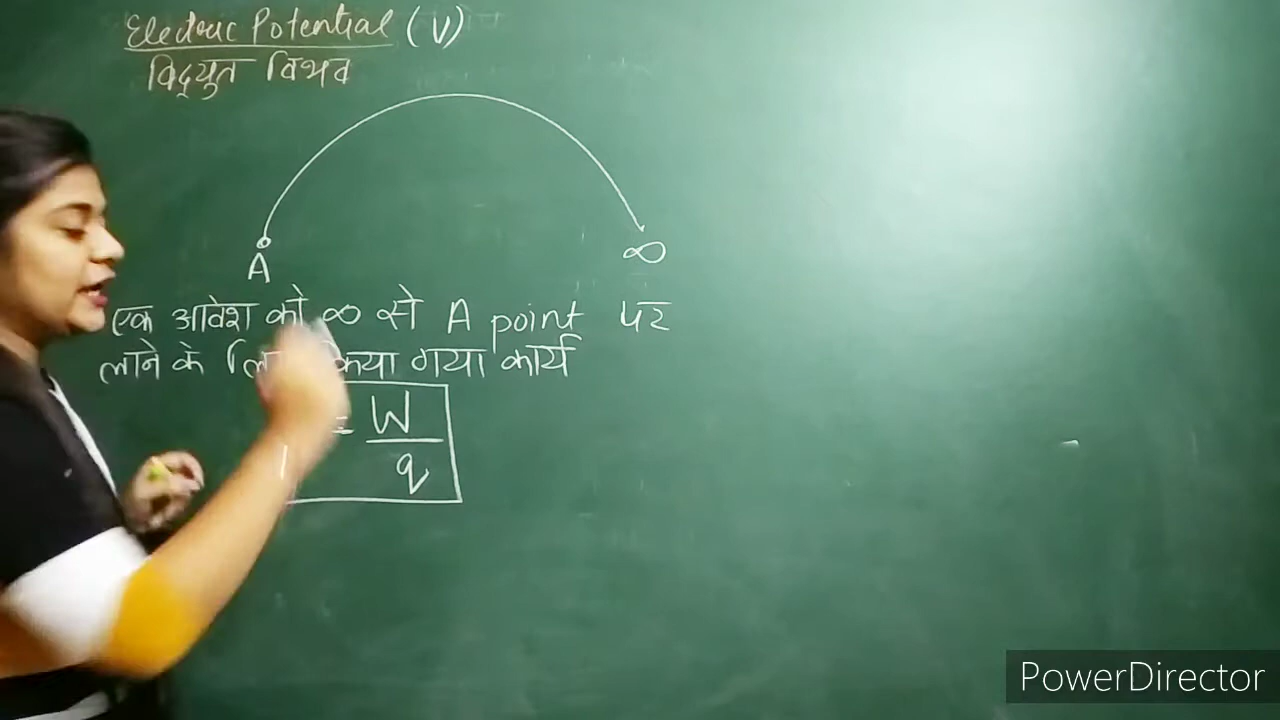 Electric Potential (V)
विद्युत विभव
A
∞
एक आवेश को ∞ से A point पर
लाने के किया गया कार्य
= W
q
PowerDirector